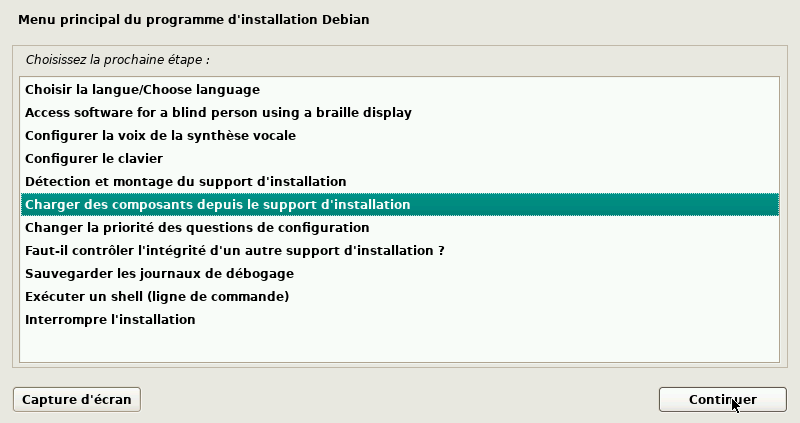 Menu principal du programme d'installation Debian
Choisissez la prochaine étape :
Choisir la langue/Choose language
Access software for a blind person using a braille display
Configurer la voix de la synthèse vocale
Configurer le clavier
Détection et montage du support d'installation
Charger des composants depuis le support d'installation
Changer la priorité des questions de configuration
Faut-il contrôler l'intégrité d'un autre support d'installation ?
Sauvegarder les journaux de débogage
Exécuter un shell (ligne de commande)
Interrompre l'installation
Capture d'écran
Continuer